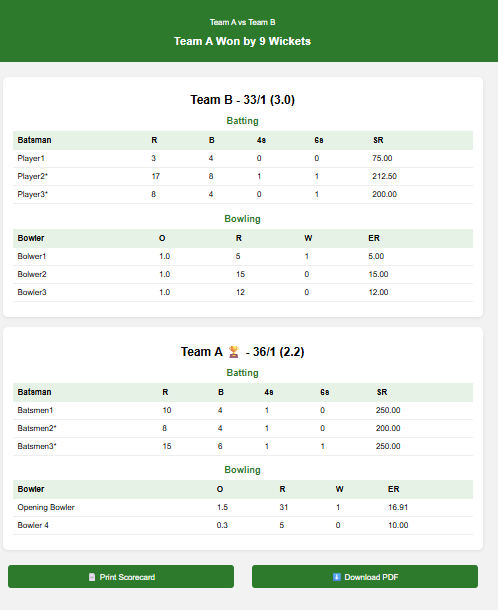 Team A vs Team B
Team A Won by 9 Wickets
Team B - 33/1 (3.0)
Batting
Batsman R B 4s 6s SR
Player1 3 4 0 0 75.00
Player2* 17 8 1 1 212.50
Player3* 8 4 0 1 200.00
Bowling
Bowler O R W ER
Bolwer1 1.0 5 1 5.00
Bolwer2 1.0 15 0 15.00
Bowler3 1.0 12 0 12.00
Team A 🏆 - 36/1 (2.2)
Batting
Batsman R B 4s 6s SR
Batsmen1 10 4 1 0 250.00
Batsmen2* 8 4 1 0 200.00
Batsmen3* 15 6 1 1 250.00
Bowling
Bowler O R W ER
Opening Bowler 1.5 31 1 16.91
Bowler 4 0.3 5 0 10.00
Print Scorecard
Download PDF